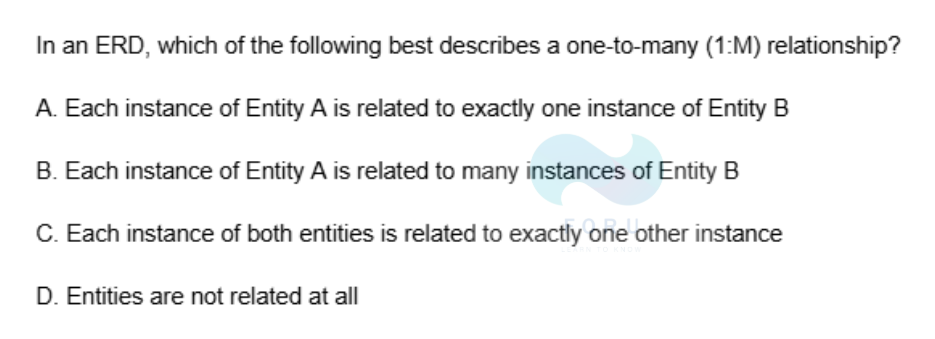 In an ERD, which of the following best describes a one-to-many (1:M) relationship?
A. Each instance of Entity A is related to exactly one instance of Entity B
B. Each instance of Entity A is related to many instances of Entity B
C. Each instance of both entities is related to exactly one other instance
D. Entities are not related at all